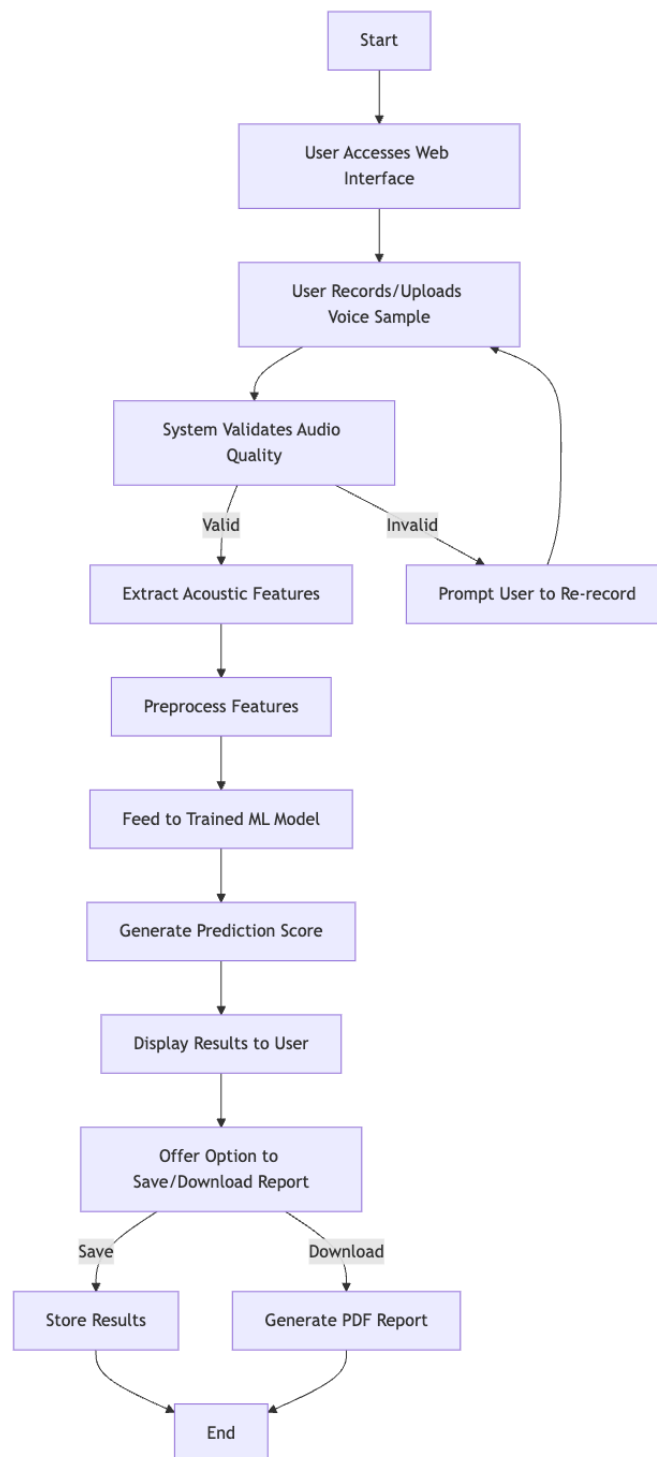 Start
User Accesses Web
Interface
User Records/Uploads
Voice Sample
System Validates Audio
Quality
Valid
Invalid
Extract Acoustic Features
Prompt User to Re-record
Preprocess Features
Feed to Trained ML Model
Generate Prediction Score
Display Results to User
Offer Option to
Save/Download Report
Save
Download
Store Results
Generate PDF Report
End